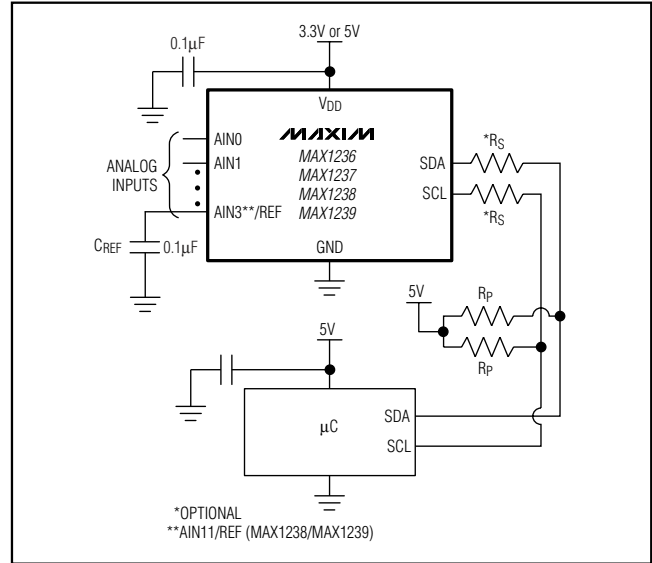 3.3V or 5V
0.1μF
VDD
MAXIM
AIN0
AIN1
ANALOG
INPUTS
AIN3**/REF
MAX1236
MAX1237
MAX1238
MAX1239
SDA
SCL
*RS
*RS
CREF
0.1μF
GND
5V
RP
RP
5V
μC
SDA
SCL
*OPTIONAL
**AIN11/REF (MAX1238/MAX1239)